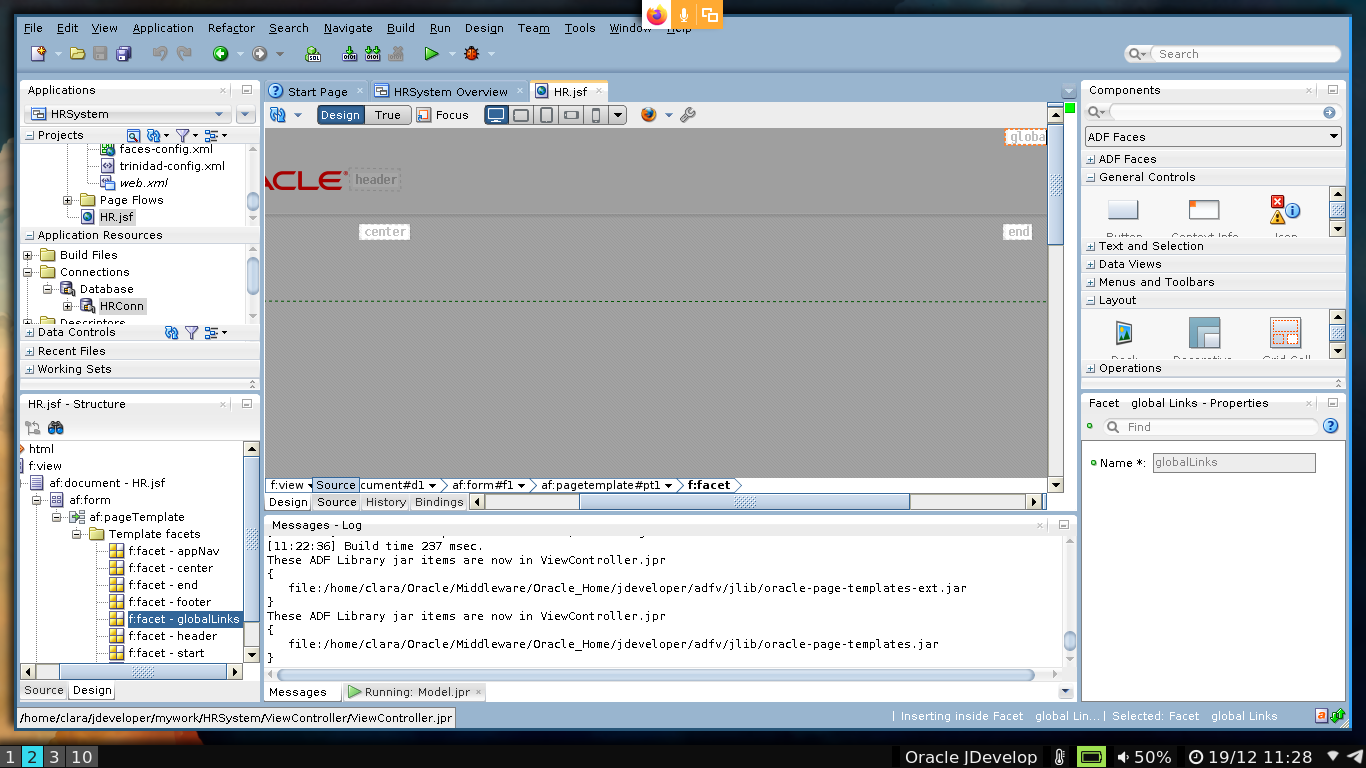 File Edit View Application Refactor Search Navigate Build Run Design Team Tools Window Help
Search
Applications
HRSystem
Projects
faces-config.xml
trinidad-config.xml
web.xml
Page Flows
HR.jsf
Application Resources
Build Files
Connections
Database
HRConn
Descriptors
Data Controls
Recent Files
Working Sets
HR.jsf - Structure
html
f:view
af:document - HR.jsf
af:form
af:pageTemplate
Template facets
f:facet - appNav
f:facet - center
f:facet - end
f:facet - footer
f:facet - globalLinks
f:facet - header
f:facet - start
Source Design
/home/clara/jdeveloper/mywork/HRSystem/ViewController/ViewController.jpr
Start Page HRSystem Overview HR.jsf
Design True Focus
globa
ACLE header
center end
f:view Source cument#d1 af:form#f1 af:pagetemplate#pt1 f:facet
Design Source History Bindings
Messages - Log
[11:22:36] Build time 237 msec.
These ADF Library jar items are now in ViewController.jpr
{
file:/home/clara/Oracle/Middleware/Oracle_Home/jdeveloper/adfv/jlib/oracle-page-templates-ext.jar
}
These ADF Library jar items are now in ViewController.jpr
{
file:/home/clara/Oracle/Middleware/Oracle_Home/jdeveloper/adfv/jlib/oracle-page-templates.jar
}
Messages Running: Model.jpr
Components
ADF Faces
ADF Faces
General Controls
Button Context Info Icon
Text and Selection
Data Views
Menus and Toolbars
Layout
Deck Decorative Grid Cell
Operations
Facet global Links - Properties
Find
Name *: globalLinks
| Inserting inside Facet global Lin... | Selected: Facet global Links
1 2 3 10 Oracle JDevelop 50% 19/12 11:28